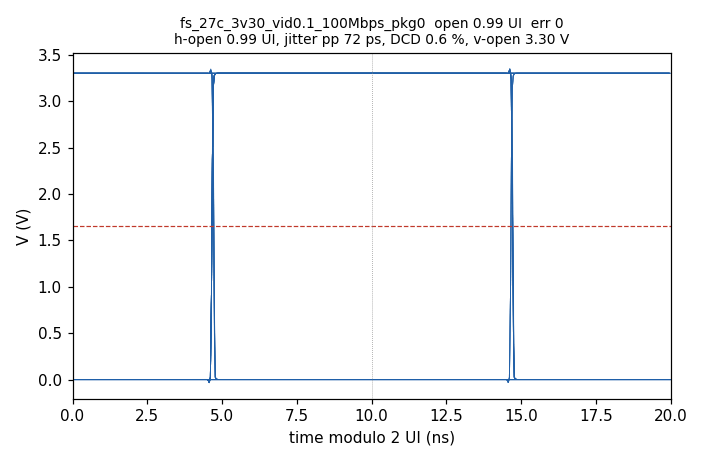 fs_27c_3v30_vid0.1_100Mbps_pkg0  open 0.99 UI  err 0
h-open 0.99 UI, jitter pp 72 ps, DCD 0.6 %, v-open 3.30 V
3.5
3.0
2.5
2.0
1.5
1.0
0.5
0.0
V (V)
0.0 2.5 5.0 7.5 10.0 12.5 15.0 17.5 20.0
time modulo 2 UI (ns)